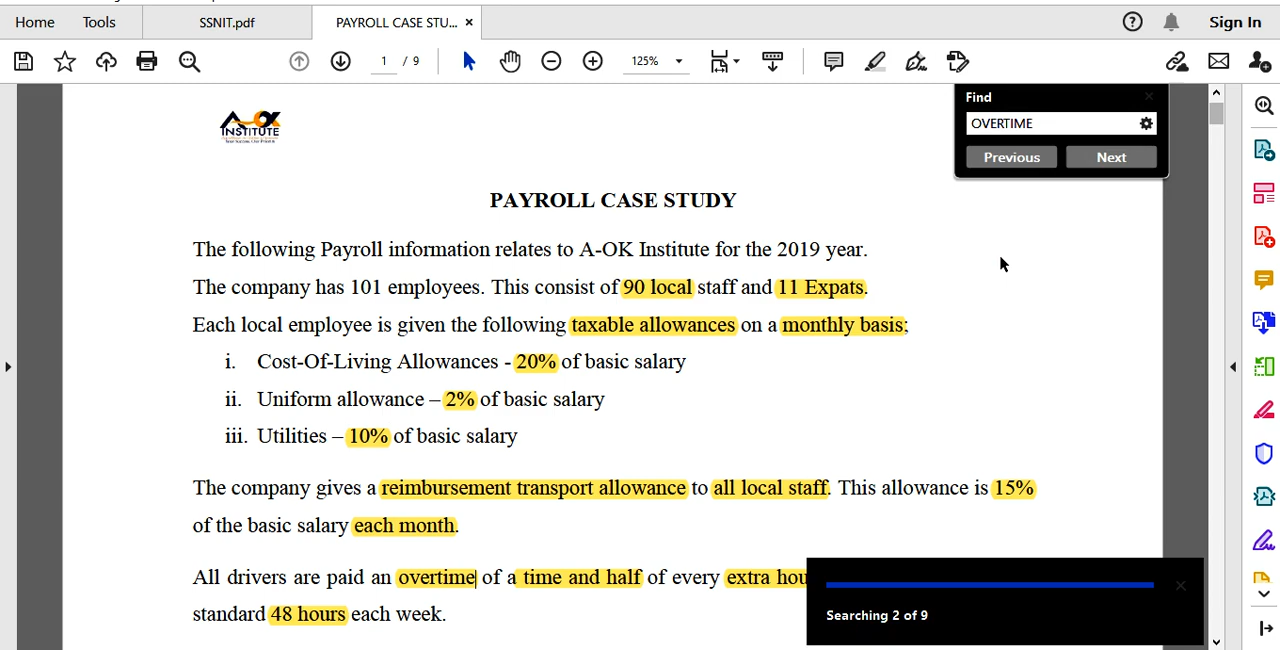 Home Tools SSNIT.pdf PAYROLL CASE STU... × Sign In
1 / 9 125%
Find
OVERTIME
Previous Next
INSTITUTE
PAYROLL CASE STUDY
The following Payroll information relates to A-OK Institute for the 2019 year.
The company has 101 employees. This consist of 90 local staff and 11 Expats.
Each local employee is given the following taxable allowances on a monthly basis;
i. Cost-Of-Living Allowances - 20% of basic salary
ii. Uniform allowance – 2% of basic salary
iii. Utilities – 10% of basic salary
The company gives a reimbursement transport allowance to all local staff. This allowance is 15%
of the basic salary each month.
All drivers are paid an overtime of a time and half of every extra hou
standard 48 hours each week.
Searching 2 of 9